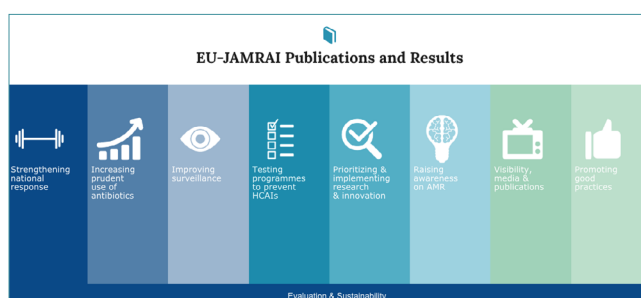 EU-JAMRAI Publications and Results
Strengthening
national
response
Increasing
prudent
use of
antibiotics
Improving
surveillance
Testing
programmes
to prevent
HCAIs
Prioritizing &
implementing
research
& innovation
Raising
awareness
on AMR
Visibility,
media &
publications
Promoting
good
practices
Evaluation & Sustainability